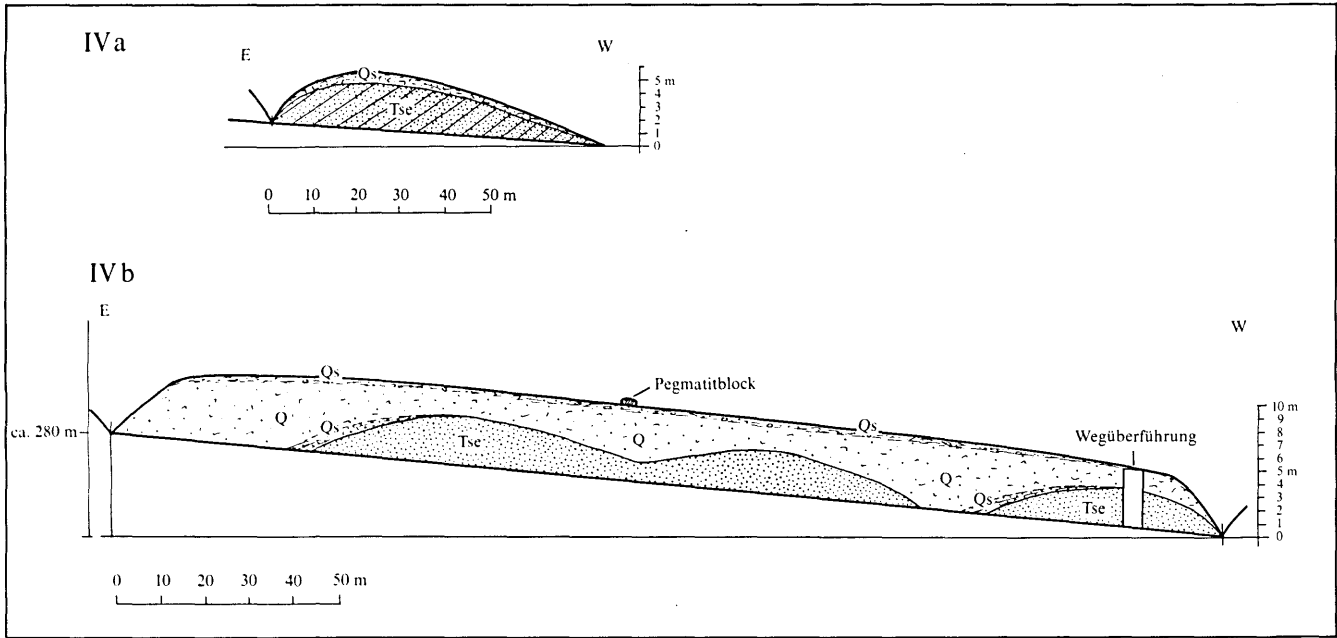 IVa
E
W
Qs
Tse
5 m
4
3
2
1
0
0 10 20 30 40 50 m
IVb
E
W
Qs
Pegmatitblock
ca. 280 m
Q
Qs
Tse
Q
Qs
Wegüberführung
Q
Qs
Tse
10 m
9
8
7
6
5 m
4
3
2
1
0
0 10 20 30 40 50 m